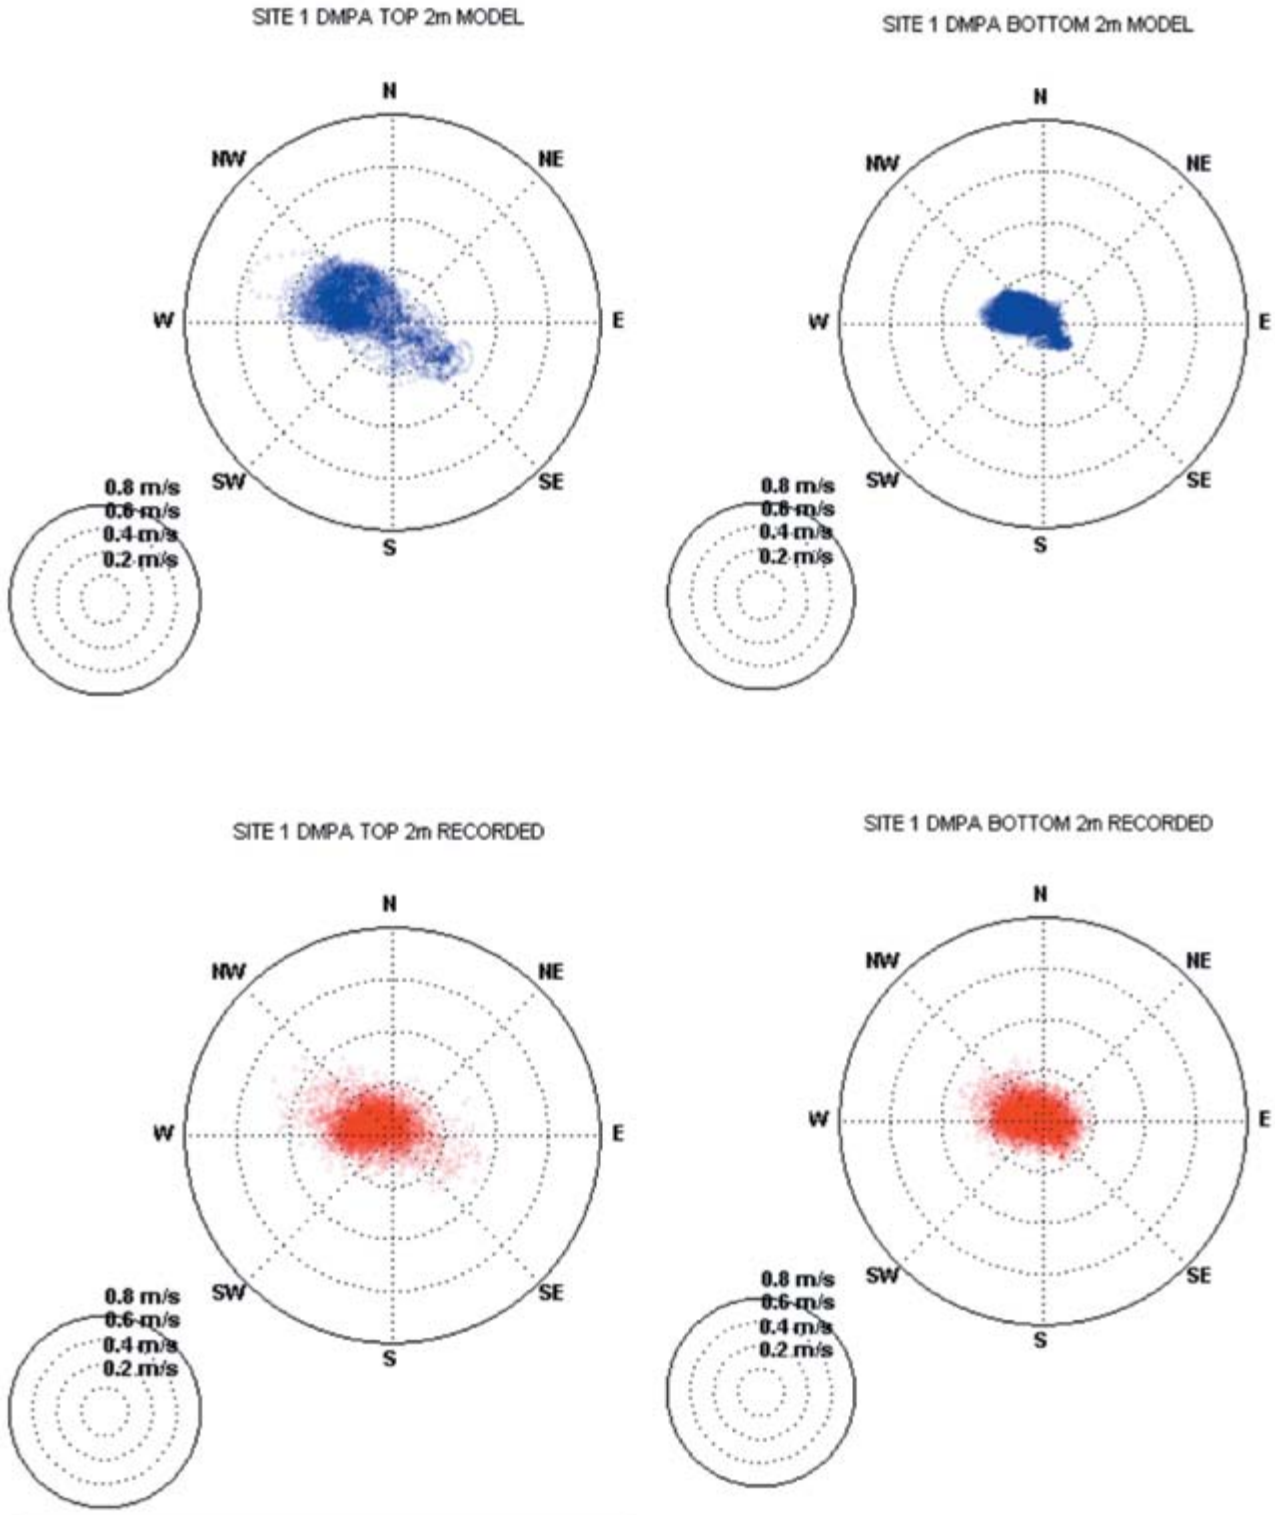 SITE 1 DMPA TOP 2m MODEL
N
NW
NE
W
E
SW
SE
S
0.8 m/s
0.6 m/s
0.4 m/s
0.2 m/s
SITE 1 DMPA BOTTOM 2m MODEL
N
NW
NE
W
E
SW
SE
S
0.8 m/s
0.6 m/s
0.4 m/s
0.2 m/s
SITE 1 DMPA TOP 2m RECORDED
N
NW
NE
W
E
SW
SE
S
0.8 m/s
0.6 m/s
0.4 m/s
0.2 m/s
SITE 1 DMPA BOTTOM 2m RECORDED
N
NW
NE
W
E
SW
SE
S
0.8 m/s
0.6 m/s
0.4 m/s
0.2 m/s